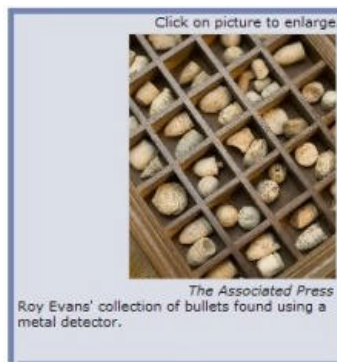 Click on picture to enlarge
The Associated Press
Roy Evans' collection of bullets found using a
metal detector.